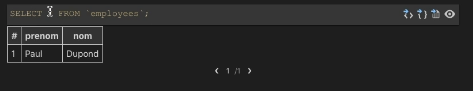 SELECT * FROM `employees`;
# prenom nom
1 Paul Dupond
‹ 1 /1 ›